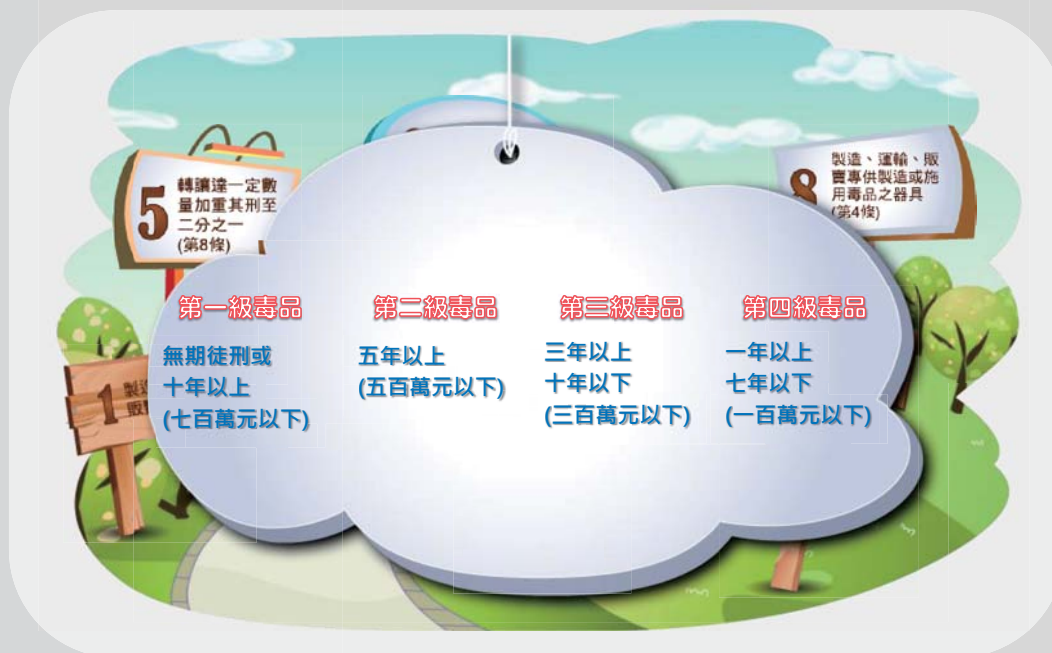 5
轉讓達一定數
量加重其刑至
二分之一
(第8條)
8
製造、運輸、販
賣專供製造或施
用毒品之器具
(第4條)
第一級毒品
無期徒刑或
十年以上
(七百萬元以下)
第二級毒品
五年以上
(五百萬元以下)
第三級毒品
三年以上
十年以下
(三百萬元以下)
第四級毒品
一年以上
七年以下
(一百萬元以下)
1
製
販